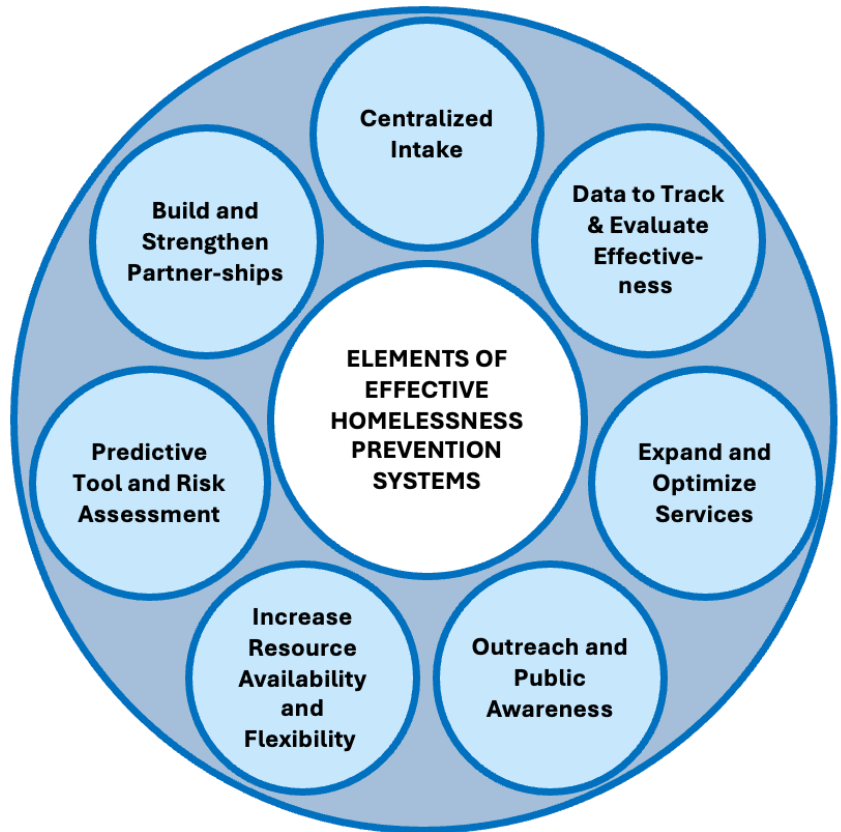 Centralized
Intake
Data to Track
& Evaluate
Effective-
ness
Expand and
Optimize
Services
Outreach and
Public
Awareness
Increase
Resource
Availability
and
Flexibility
Predictive
Tool and Risk
Assessment
Build and
Strengthen
Partner-ships
ELEMENTS OF
EFFECTIVE
HOMELESSNESS
PREVENTION
SYSTEMS